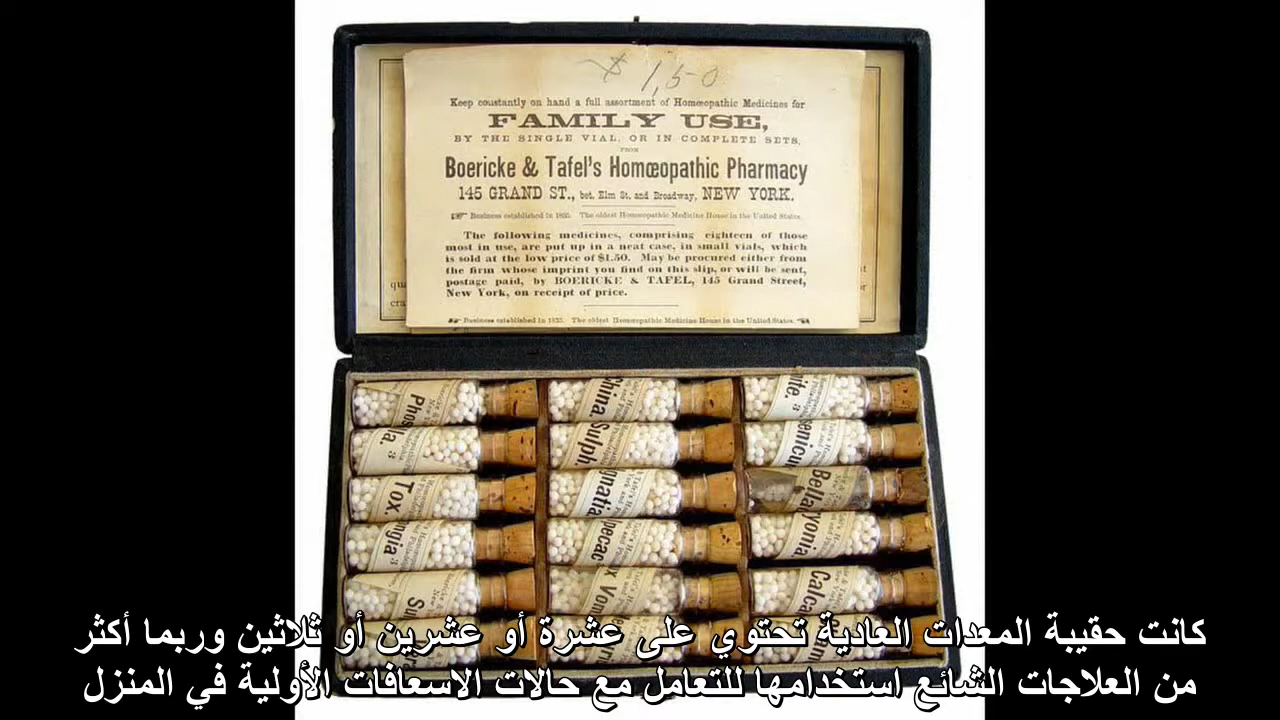 $ 1,50
Keep constantly on hand a full assortment of Homœopathic Medicines for
FAMILY USE,
BY THE SINGLE VIAL, OR IN COMPLETE SETS,
FROM
Boericke & Tafel's Homœopathic Pharmacy
145 GRAND ST., bet. Elm St. and Broadway, NEW YORK.
Business established in 1835. The oldest Homœopathic Medicine House in the United States.
The following medicines, comprising eighteen of those
most in use, are put up in a neat case, in small vials, which
is sold at the low price of $1.50. May be procured either from
the firm whose imprint you find on this slip, or will be sent,
postage paid, by BOERICKE & TAFEL, 145 Grand Street,
New York, on receipt of price.
Business established in 1835. The oldest Homœopathic Medicine House in the United States.
Phos
china.
Sulph.
Tox.
gnatia
Bella
ngia 3
pecac
yonia.
Su
x Vom
Calca
كانت حقيبة المعدات العادية تحتوي على عشرة أو عشرين أو ثلاثين وربما أكثر
من العلاجات الشائع استخدامها للتعامل مع حالات الاسعافات الأولية في المنزل